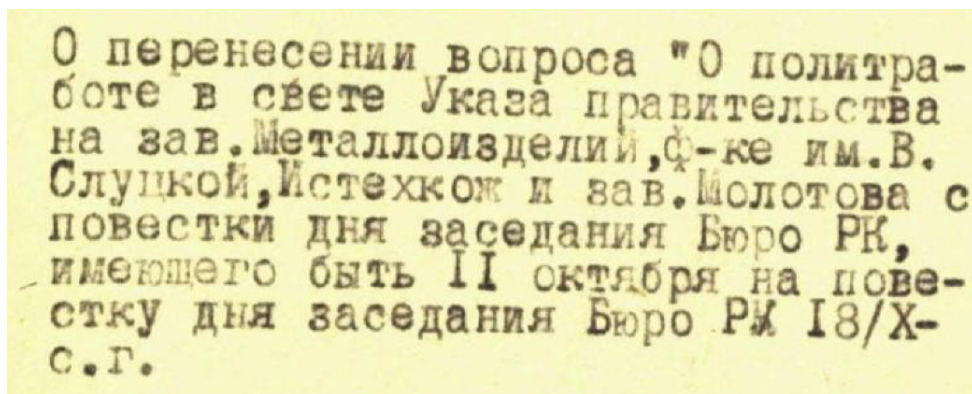 О перенесении вопроса "О политра-
боте в свете Указа правительства
на зав.Металлоизделий,ф-ке им.В.
Слуцкой,Истехкож и зав.Молотова с
повестки дня заседания Бюро РК,
имеющего быть II октября на пове-
стку дня заседания Бюро РК I8/X-
с.г.